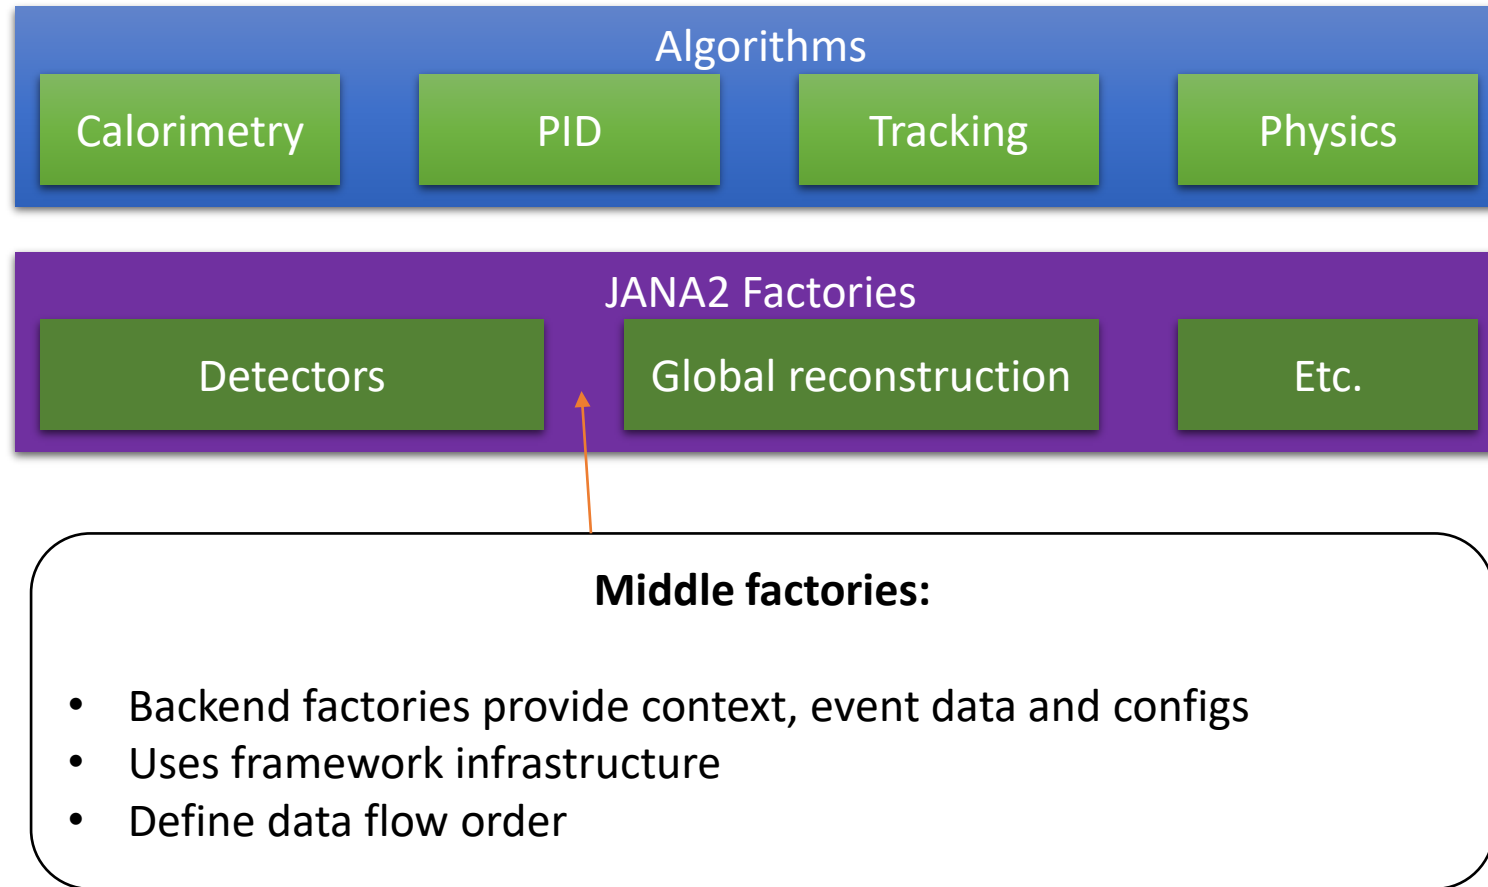 Algorithms
Calorimetry
PID
Tracking
Physics
JANA2 Factories
Detectors
Global reconstruction
Etc.
Middle factories:
• Backend factories provide context, event data and configs
• Uses framework infrastructure
• Define data flow order